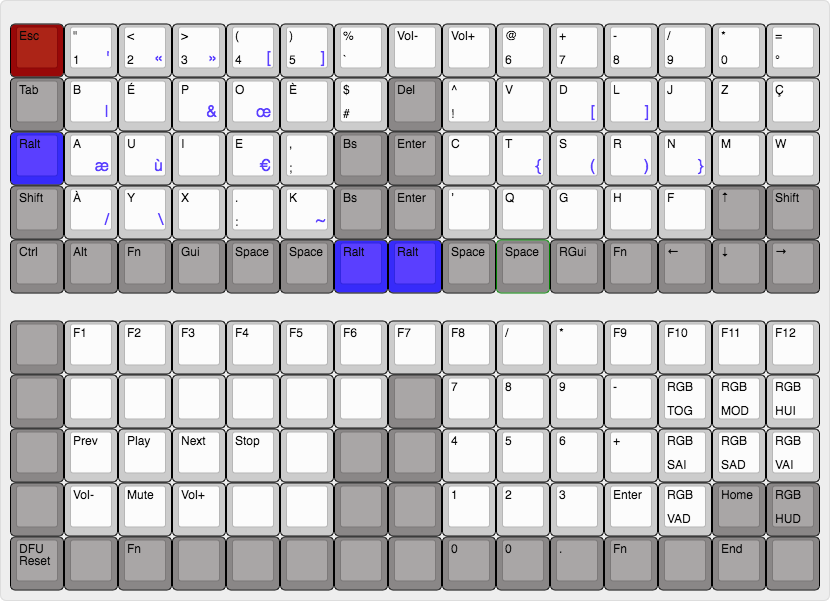 Esc " < > ( ) % Vol- Vol+ @ + - / * =
1 ' 2 « 3 » 4 [ 5 ] ` 6 7 8 9 0 °
Tab B É P O È $ Del ^ V D L J Z Ç
| & œ # ! [ ]
Ralt A U I E , Bs Enter C T S R N M W
æ ù € ; { ( ) }
Shift À Y X . K Bs Enter ' Q G H F ↑ Shift
/ \ : ~
Ctrl Alt Fn Gui Space Space Ralt Ralt Space Space RGui Fn ← ↓ →
F1 F2 F3 F4 F5 F6 F7 F8 / * F9 F10 F11 F12
7 8 9 - RGB RGB RGB
TOG MOD HUI
Prev Play Next Stop 4 5 6 + RGB RGB RGB
SAI SAD VAI
Vol- Mute Vol+ 1 2 3 Enter RGB Home RGB
VAD HUD
DFU Fn 0 0 . Fn End
Reset